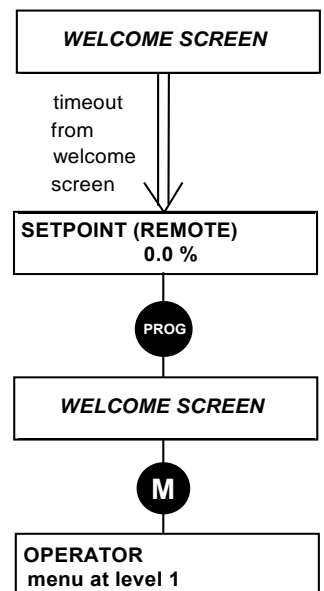 WELCOME SCREEN
timeout
from
welcome
screen
SETPOINT (REMOTE)
0.0 %
PROG
WELCOME SCREEN
M
OPERATOR
menu at level 1